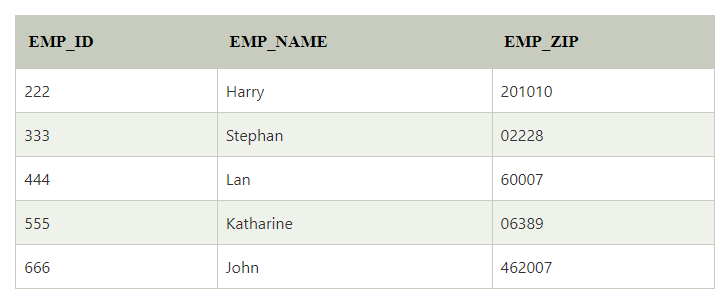 EMP_ID EMP_NAME EMP_ZIP
222 Harry 201010
333 Stephan 02228
444 Lan 60007
555 Katharine 06389
666 John 462007